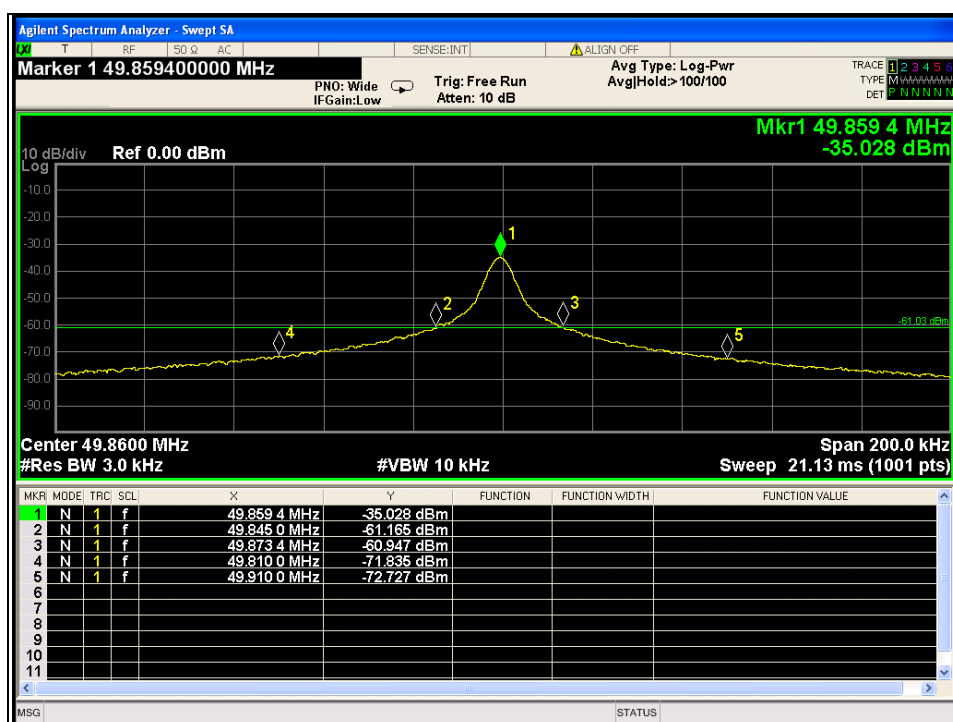 Agilent Spectrum Analyzer - Swept SA
LXI T RF 50 Ω AC SENSE:INT ALIGN OFF
Marker 1 49.859400000 MHz
PNO: Wide
IFGain:Low
Trig: Free Run
Atten: 10 dB
Avg Type: Log-Pwr
Avg|Hold:>100/100
TRACE 1 2 3 4 5 6
TYPE M
DET P N N N N N
Mkr1 49.859 4 MHz
-35.028 dBm
10 dB/div Ref 0.00 dBm
Log
-10.0
-20.0
-30.0
-40.0
-50.0
-60.0
-70.0
-80.0
-90.0
1
2
3
4
5
-61.03 dBm
Center 49.8600 MHz Span 200.0 kHz
#Res BW 3.0 kHz #VBW 10 kHz Sweep 21.13 ms (1001 pts)
MKR MODE TRC SCL X Y FUNCTION FUNCTION WIDTH FUNCTION VALUE
1 N 1 f 49.859 4 MHz -35.028 dBm
2 N 1 f 49.845 0 MHz -61.165 dBm
3 N 1 f 49.873 4 MHz -60.947 dBm
4 N 1 f 49.810 0 MHz -71.835 dBm
5 N 1 f 49.910 0 MHz -72.727 dBm
6
7
8
9
10
11
MSG STATUS